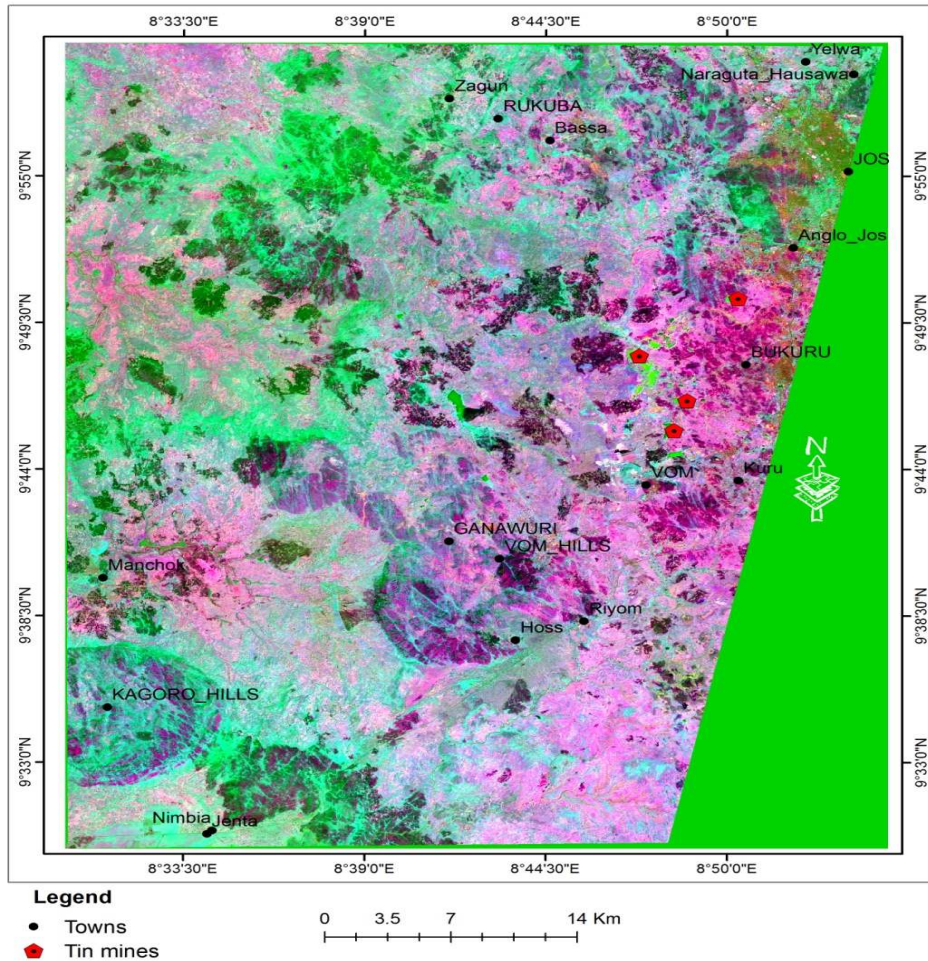 8°33'30"E 8°39'0"E 8°44'30"E 8°50'0"E
Yelwa
Naraguta_Hausawa
Zagun
RUKUBA
Bassa
9°55'0"N JOS 9°55'0"N
Anglo_Jos
9°49'30"N 9°49'30"N
BUKURU
9°44'0"N 9°44'0"N
N
VOM Kuru
GANAWURI
VOM_HILLS
Manchok
9°38'30"N Riyom 9°38'30"N
Hoss
KAGORO_HILLS
9°33'0"N 9°33'0"N
Nimbia Jenta
8°33'30"E 8°39'0"E 8°44'30"E 8°50'0"E
Legend
Towns
Tin mines
0 3.5 7 14 Km